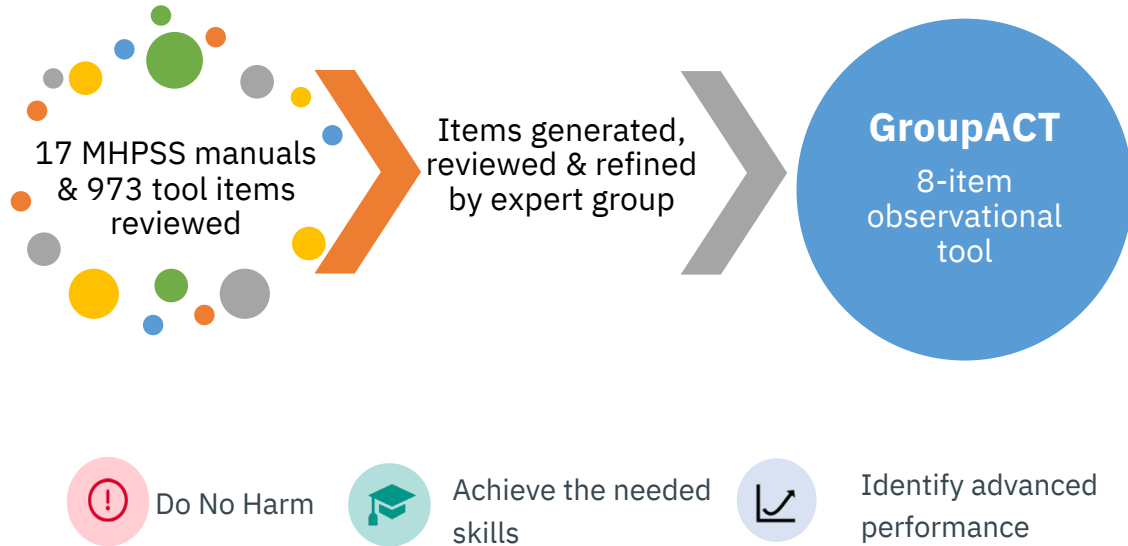 17 MHPSS manuals
& 973 tool items
reviewed
Items generated,
reviewed & refined
by expert group
GroupACT
8-item
observational
tool
Do No Harm
Achieve the needed
skills
Identify advanced
performance